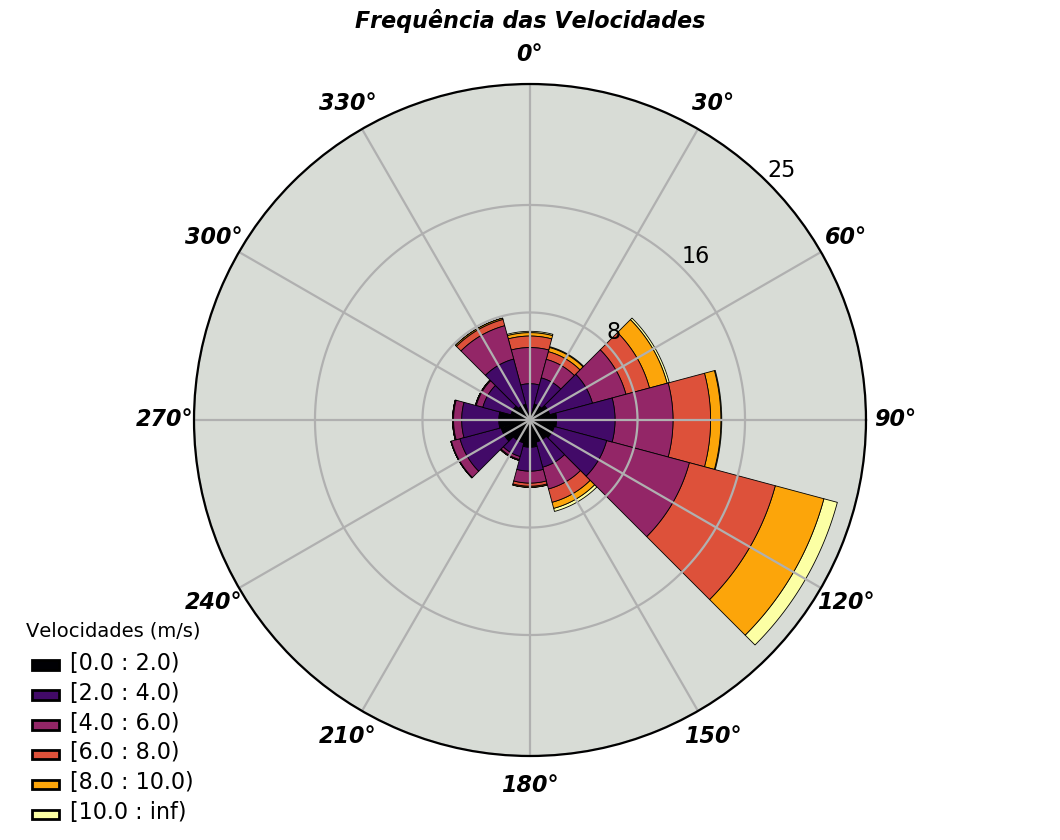 Frequência das Velocidades
0°
330°
30°
25
300°
60°
16
8
270°
90°
240°
120°
210°
150°
180°
Velocidades (m/s)
[0.0 : 2.0)
[2.0 : 4.0)
[4.0 : 6.0)
[6.0 : 8.0)
[8.0 : 10.0)
[10.0 : inf)